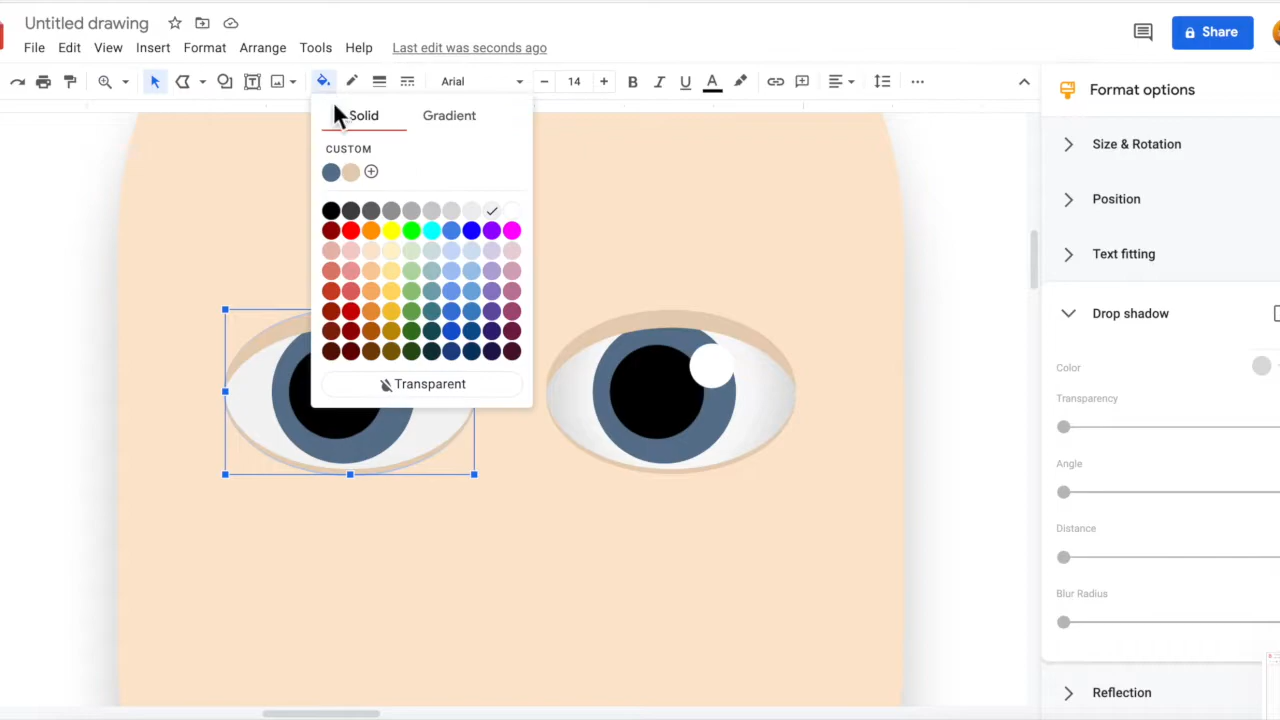 Untitled drawing
File Edit View Insert Format Arrange Tools Help Last edit was seconds ago
Share
Arial 14 B I U A
Solid Gradient
CUSTOM
Transparent
Format options
Size & Rotation
Position
Text fitting
Drop shadow
Color
Transparency
Angle
Distance
Blur Radius
Reflection